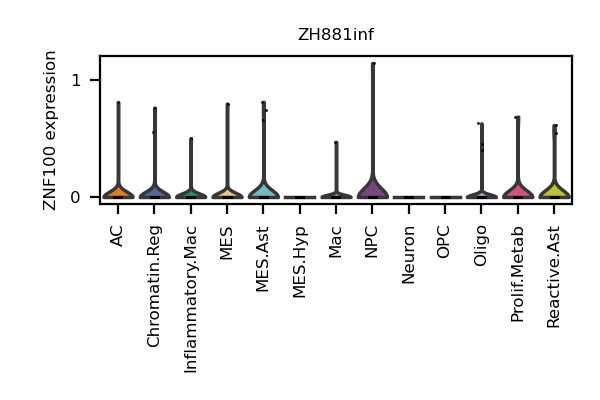 ZH881inf
ZNF100 expression
1
0
AC
Chromatin.Reg
Inflammatory.Mac
MES
MES.Ast
MES.Hyp
Mac
NPC
Neuron
OPC
Oligo
Prolif.Metab
Reactive.Ast